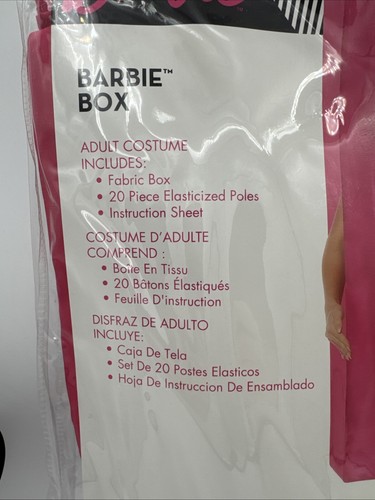 BARBIE™
BOX
ADULT COSTUME
INCLUDES:
• Fabric Box
• 20 Piece Elasticized Poles
• Instruction Sheet
COSTUME D'ADULTE
COMPREND :
• Boîte En Tissu
• 20 Bâtons Élastiqués
• Feuille D'instruction
DISFRAZ DE ADULTO
INCLUYE:
• Caja De Tela
• Set De 20 Postes Elasticos
• Hoja De Instruccion De Ensamblado